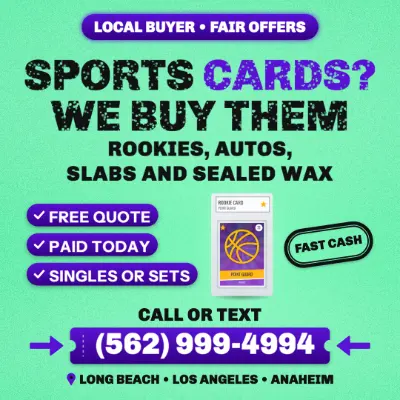 LOCAL BUYER • FAIR OFFERS
SPORTS CARDS?
WE BUY THEM
ROOKIES, AUTOS,
SLABS AND SEALED WAX
FREE QUOTE
PAID TODAY
SINGLES OR SETS
ROOKIE CARD
FAST CASH
CALL OR TEXT
(562) 999-4994
LONG BEACH • LOS ANGELES • ANAHEIM